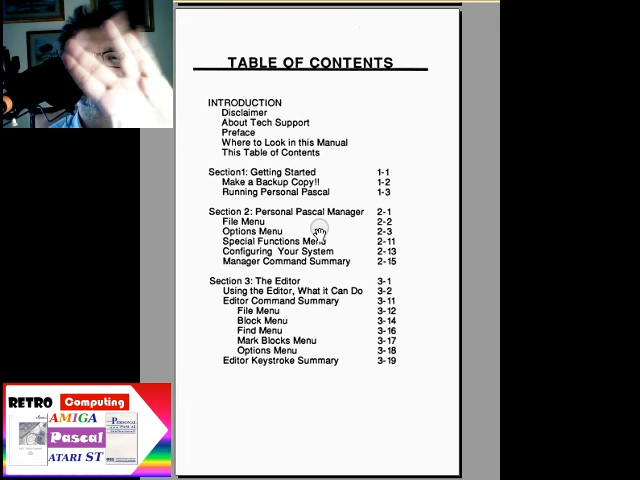 TABLE OF CONTENTS
INTRODUCTION
Disclaimer
About Tech Support
Preface
Where to Look in this Manual
This Table of Contents
Section1: Getting Started 1-1
Make a Backup Copy!! 1-2
Running Personal Pascal 1-3
Section 2: Personal Pascal Manager 2-1
File Menu 2-2
Options Menu 2-3
Special Functions Menu 2-11
Configuring Your System 2-13
Manager Command Summary 2-15
Section 3: The Editor 3-1
Using the Editor, What it Can Do 3-2
Editor Command Summary 3-11
File Menu 3-12
Block Menu 3-14
Find Menu 3-16
Mark Blocks Menu 3-17
Options Menu 3-18
Editor Keystroke Summary 3-19
RETRO Computing
AMIGA
Pascal
ATARI ST
PERSONAL
PASCAL